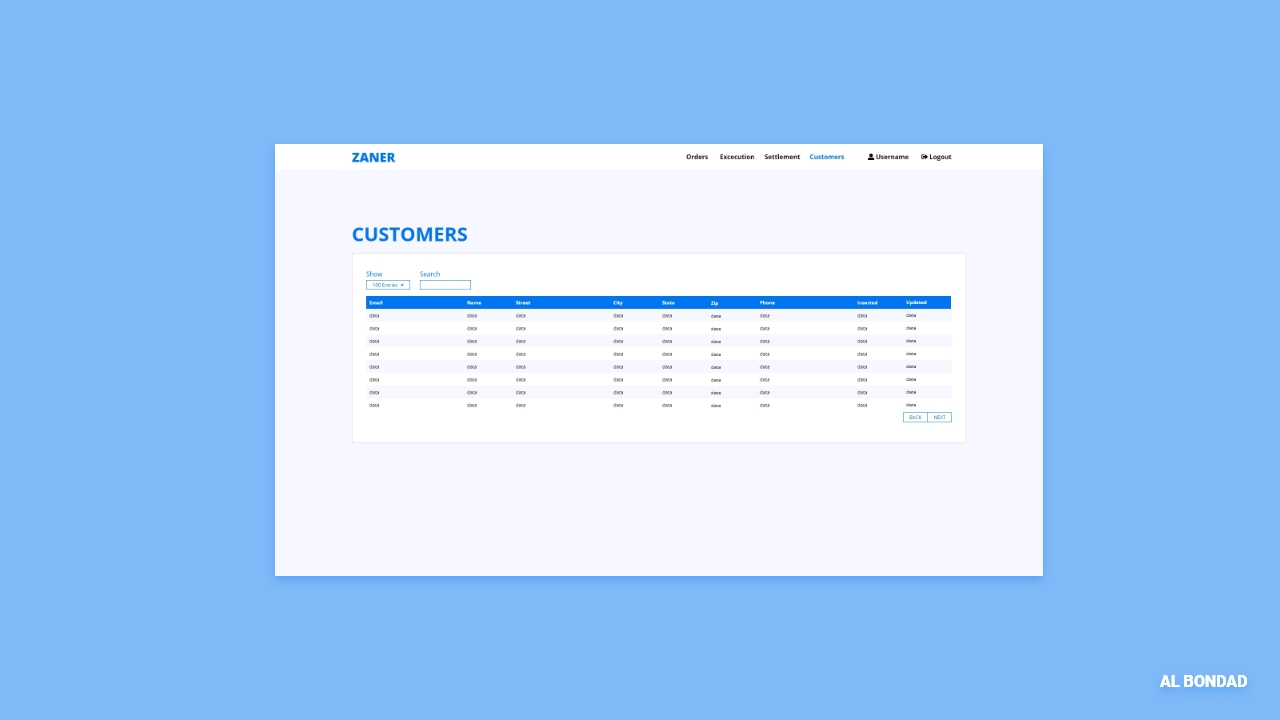 ZANER Orders Excecution Settlement Customers Username Logout
CUSTOMERS
Show Search
100 Entries
Email Name Street City State Zip Phone Inserted Updated
data data data data data data data data data
data data data data data data data data data
data data data data data data data data data
data data data data data data data data data
data data data data data data data data data
data data data data data data data data data
data data data data data data data data data
data data data data data data data data data
BACK NEXT
AL BONDAD